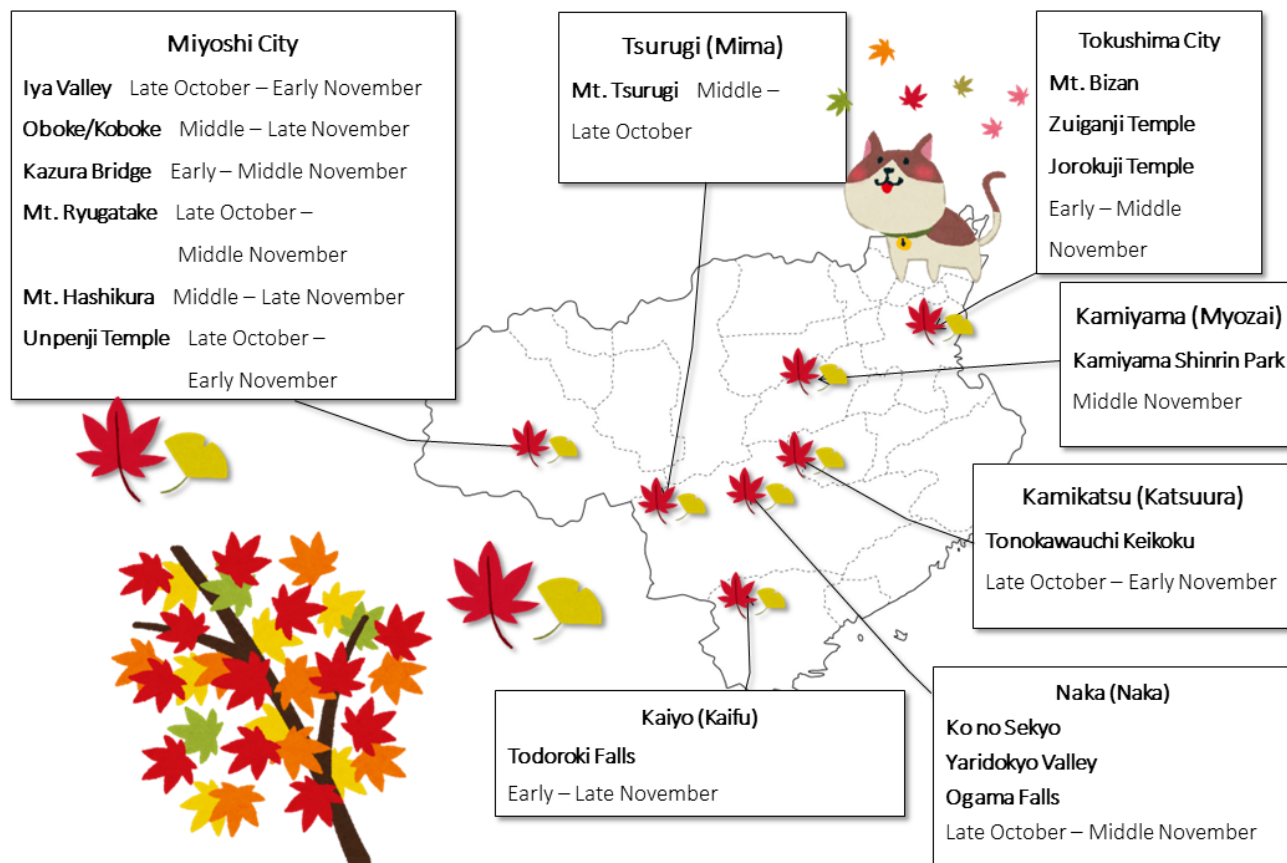 Miyoshi City
Iya Valley Late October – Early November
Oboke/Koboke Middle – Late November
Kazura Bridge Early – Middle November
Mt. Ryugatake Late October –
Middle November
Mt. Hashikura Middle – Late November
Unpenji Temple Late October –
Early November
Tsurugi (Mima)
Mt. Tsurugi Middle –
Late October
Tokushima City
Mt. Bizan
Zuiganji Temple
Jorokuji Temple
Early – Middle
November
Kamiyama (Myozai)
Kamiyama Shinrin Park
Middle November
Kamikatsu (Katsuura)
Tonokawauchi Keikoku
Late October – Early November
Kaiyo (Kaifu)
Todoroki Falls
Early – Late November
Naka (Naka)
Ko no Sekyo
Yaridokyo Valley
Ogama Falls
Late October – Middle November